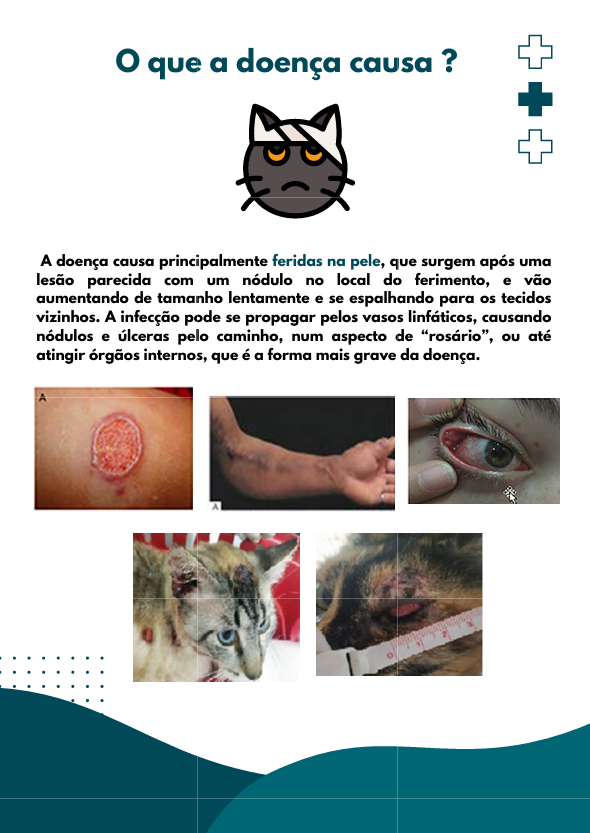 O que a doença causa ?
A doença causa principalmente feridas na pele, que surgem após uma
lesão parecida com um nódulo no local do ferimento, e vão
aumentando de tamanho lentamente e se espalhando para os tecidos
vizinhos. A infecção pode se propagar pelos vasos linfáticos, causando
nódulos e úlceras pelo caminho, num aspecto de “rosário”, ou até
atingir órgãos internos, que é a forma mais grave da doença.
A
A